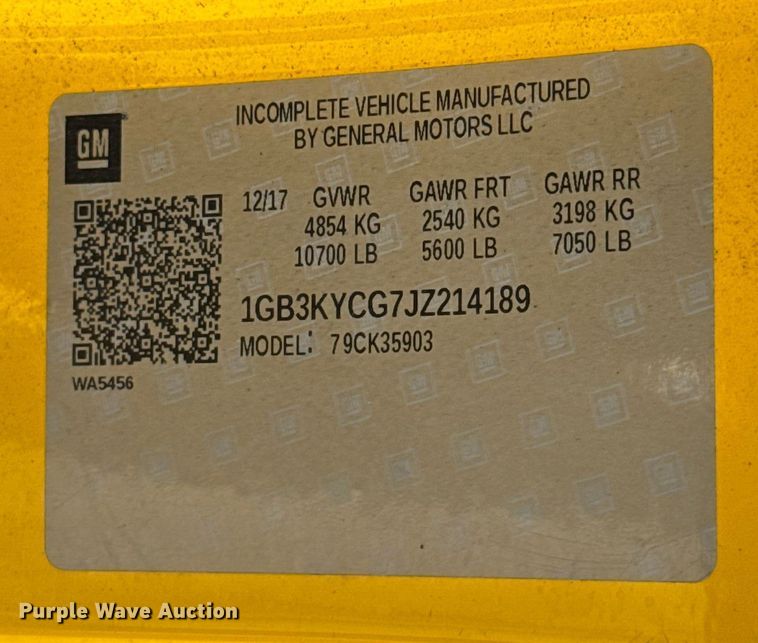 INCOMPLETE VEHICLE MANUFACTURED
BY GENERAL MOTORS LLC
GM
12/17 GVWR GAWR FRT GAWR RR
4854 KG 2540 KG 3198 KG
10700 LB 5600 LB 7050 LB
1GB3KYCG7JZ214189
MODEL: 79CK35903
WA5456
Purple Wave Auction